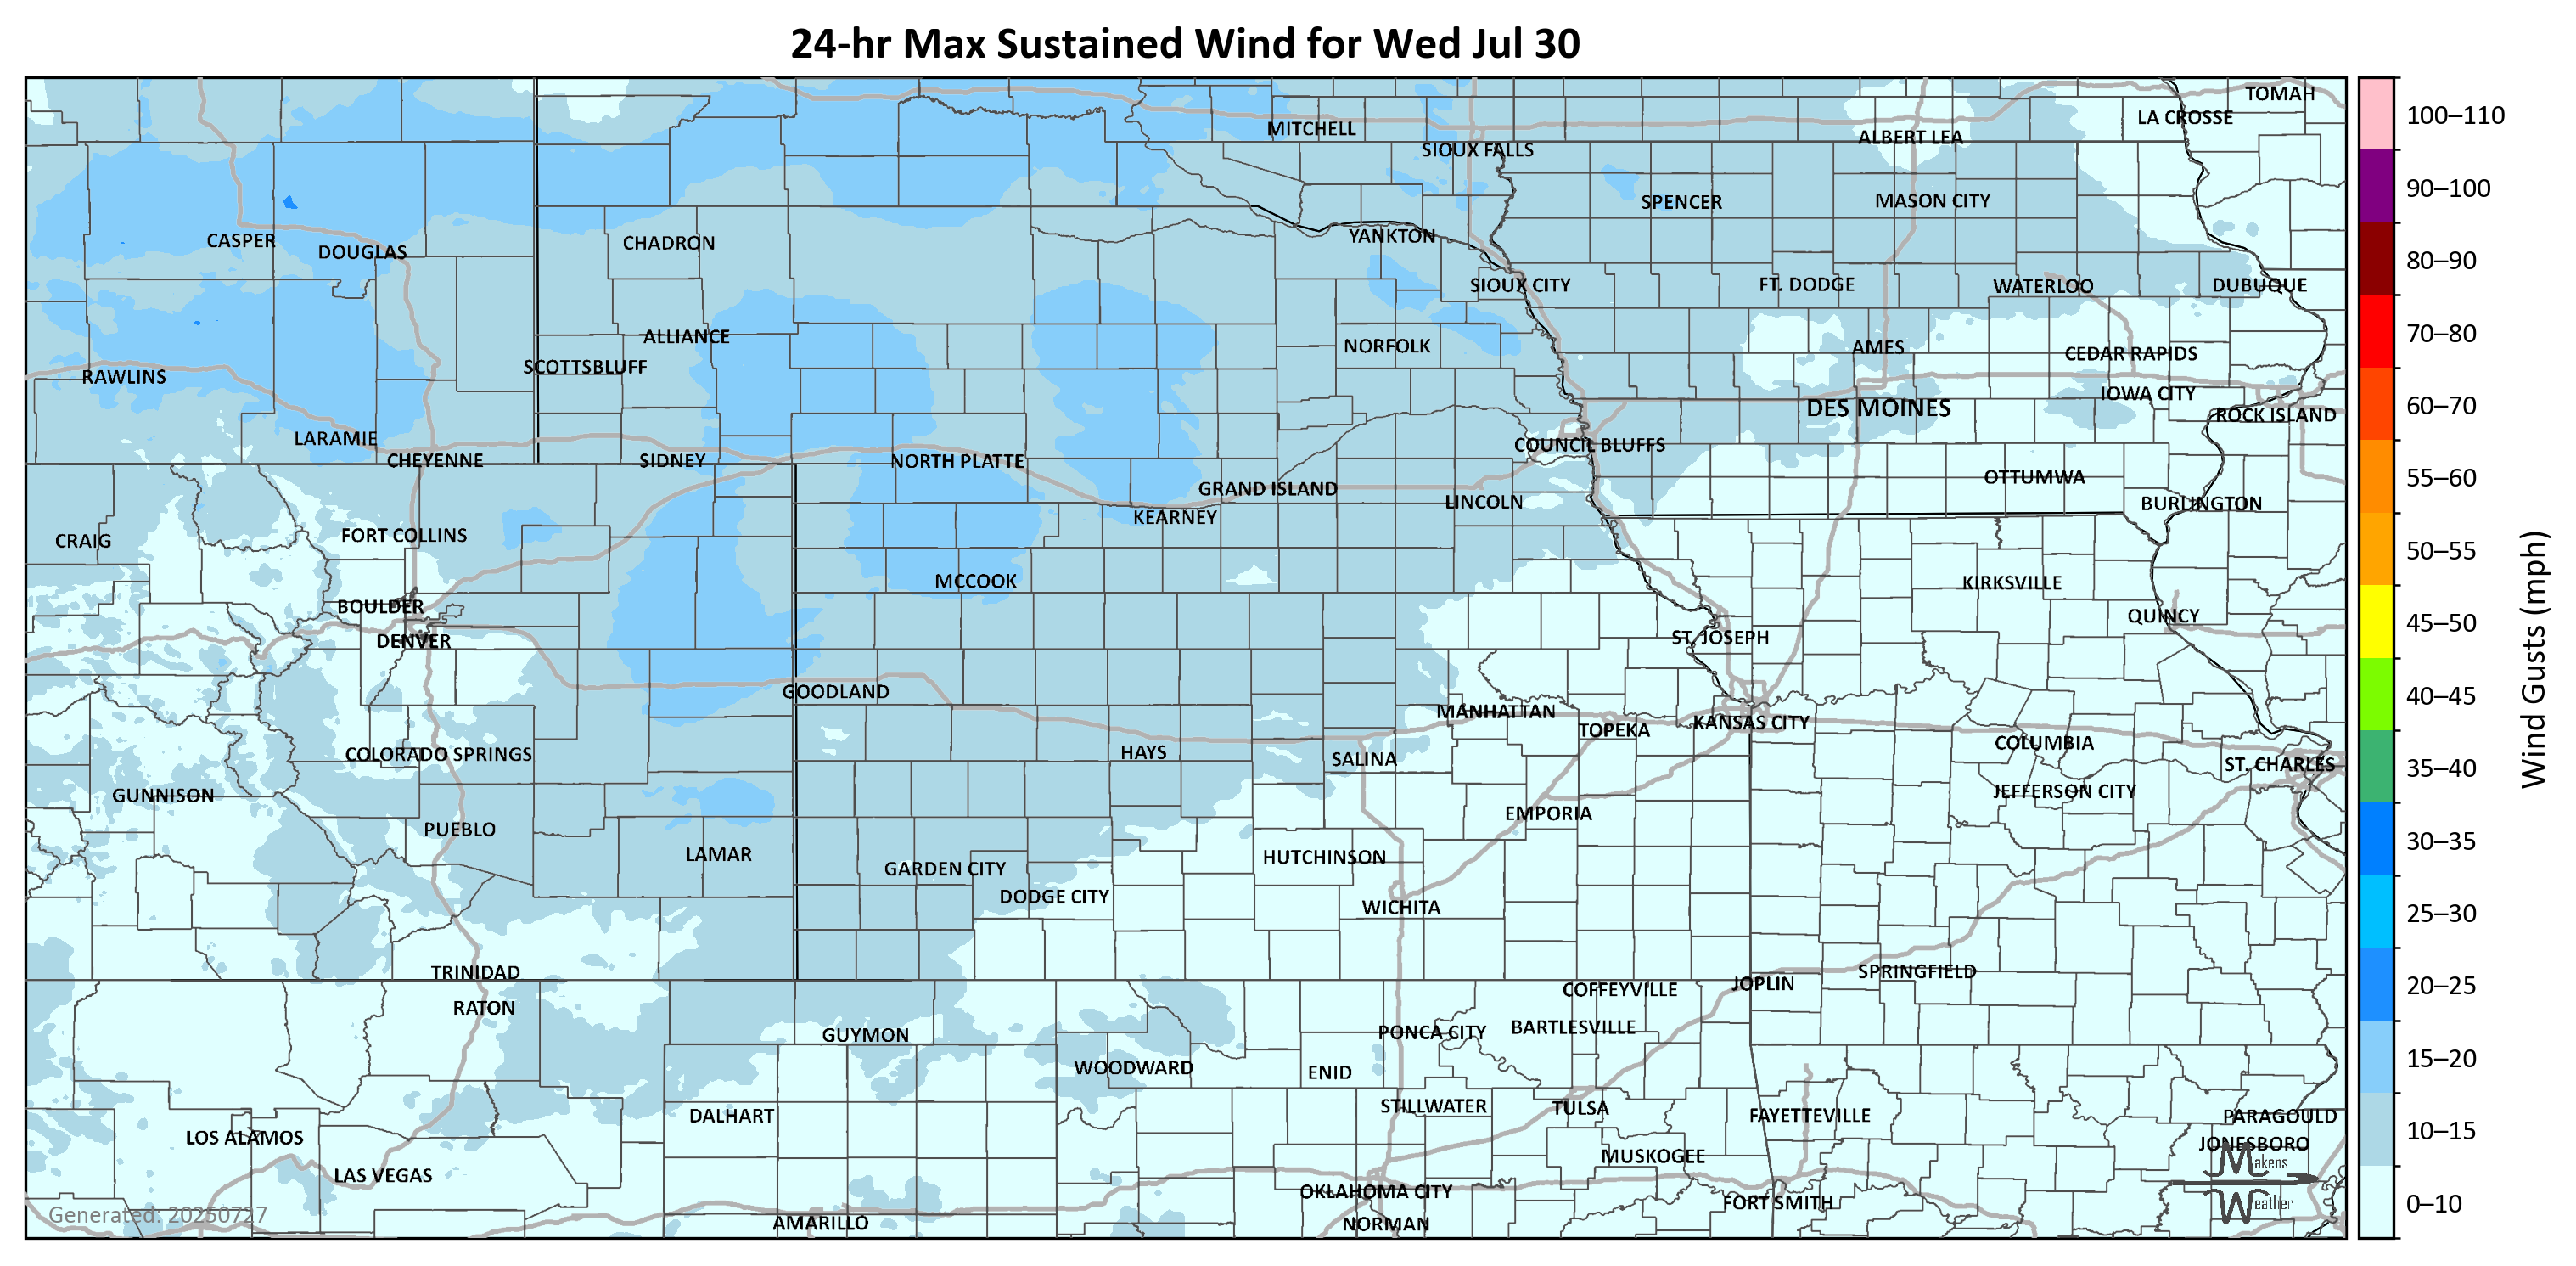 24-hr Max Sustained Wind for Wed Jul 30
TOMAH
LA CROSSE
MITCHELL
ALBERT LEA
SIOUX FALLS
SPENCER
MASON CITY
CASPER
DOUGLAS
CHADRON
YANKTON
SIOUX CITY
FT. DODGE
WATERLOO
DUBUQUE
ALLIANCE
NORFOLK
AMES
CEDAR RAPIDS
SCOTTSBLUFF
RAWLINS
IOWA CITY
DES MOINES
ROCK ISLAND
LARAMIE
COUNCIL BLUFFS
CHEYENNE
SIDNEY
NORTH PLATTE
OTTUMWA
GRAND ISLAND
LINCOLN
BURLINGTON
KEARNEY
CRAIG
FORT COLLINS
MCCOOK
KIRKSVILLE
BOULDER
QUINCY
DENVER
ST. JOSEPH
GOODLAND
MANHATTAN
TOPEKA
KANSAS CITY
COLORADO SPRINGS
HAYS
SALINA
COLUMBIA
ST. CHARLES
GUNNISON
JEFFERSON CITY
EMPORIA
PUEBLO
LAMAR
HUTCHINSON
GARDEN CITY
DODGE CITY
WICHITA
TRINIDAD
SPRINGFIELD
JOPLIN
COFFEYVILLE
RATON
GUYMON
PONCA CITY
BARTLESVILLE
WOODWARD
ENID
DALHART
STILLWATER
TULSA
FAYETTEVILLE
PARAGOULD
LOS ALAMOS
JONESBORO
MUSKOGEE
LAS VEGAS
OKLAHOMA CITY
FORT SMITH
AMARILLO
NORMAN
Generated: 20250727
Makens
Weather
100–110
90–100
80–90
70–80
60–70
55–60
50–55
45–50
40–45
35–40
30–35
25–30
20–25
15–20
10–15
0–10
Wind Gusts (mph)